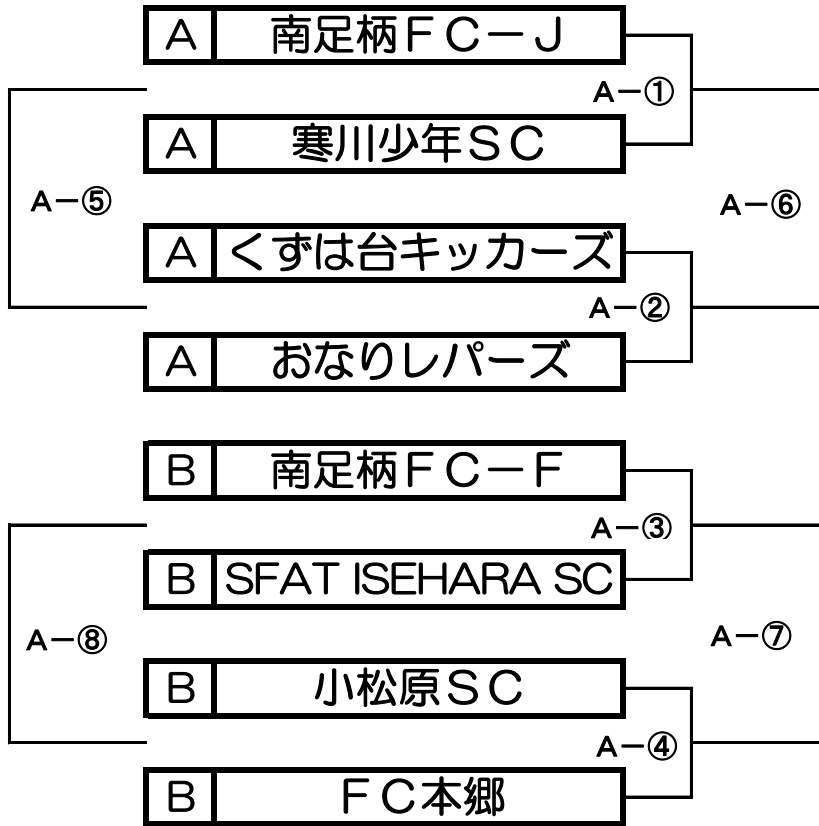 A 南足柄FC-J
A-①
A 寒川少年SC
A-⑤
A-⑥
A くずは台キッカーズ
A-②
A おなりレパーズ
B 南足柄FC-F
A-③
B SFAT ISEHARA SC
A-⑧
A-⑦
B 小松原SC
A-④
B FC本郷